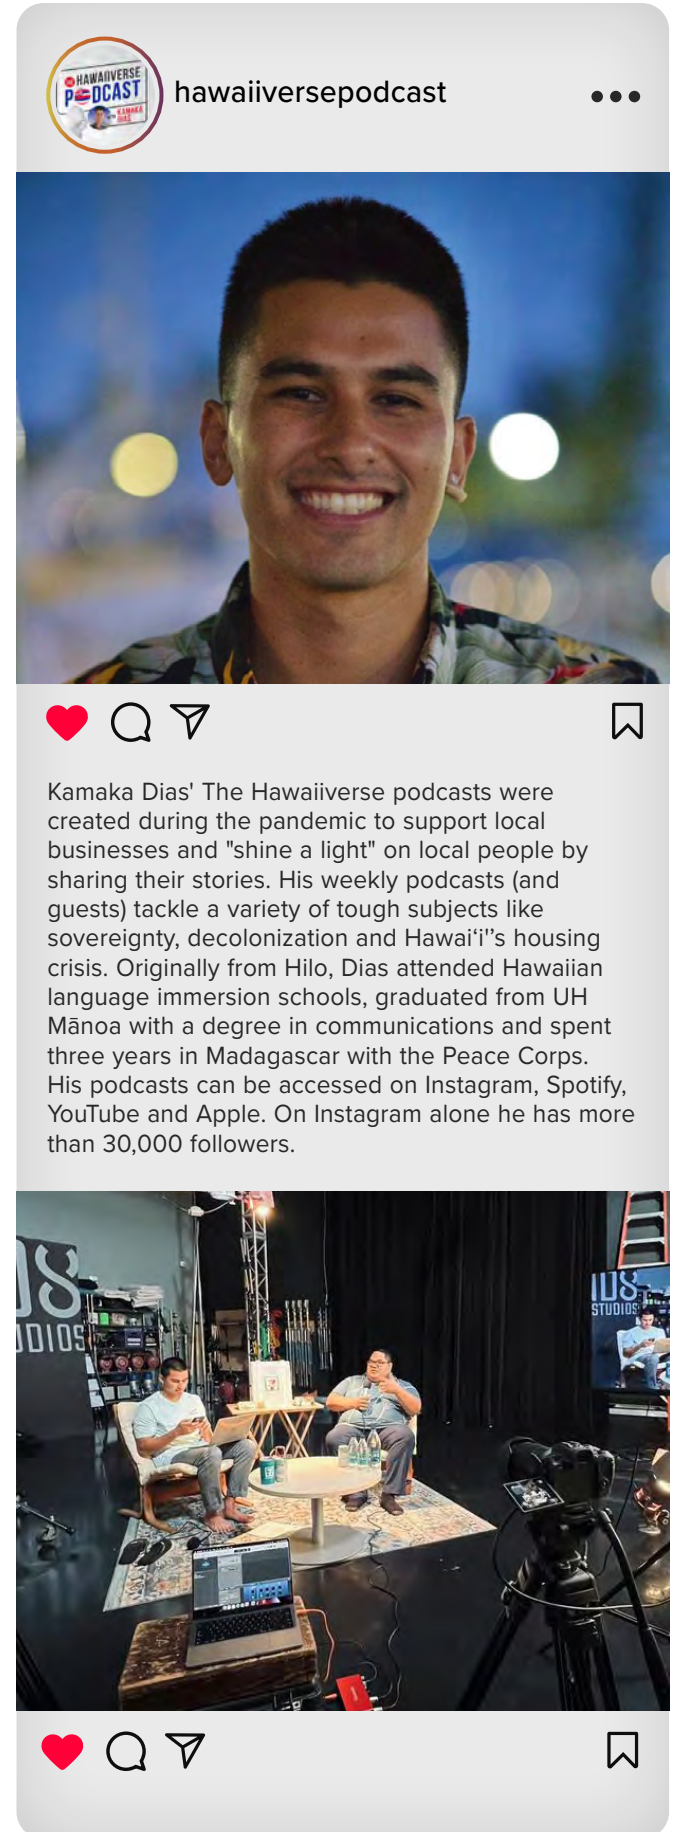 HAWAIIVERSE
PODCAST
KAMAKA
DIAS
hawaiiversepodcast
Kamaka Dias' The Hawaiiverse podcasts were
created during the pandemic to support local
businesses and "shine a light" on local people by
sharing their stories. His weekly podcasts (and
guests) tackle a variety of tough subjects like
sovereignty, decolonization and Hawai‘i'’s housing
crisis. Originally from Hilo, Dias attended Hawaiian
language immersion schools, graduated from UH
Mānoa with a degree in communications and spent
three years in Madagascar with the Peace Corps.
His podcasts can be accessed on Instagram, Spotify,
YouTube and Apple. On Instagram alone he has more
than 30,000 followers.
STUDIOS